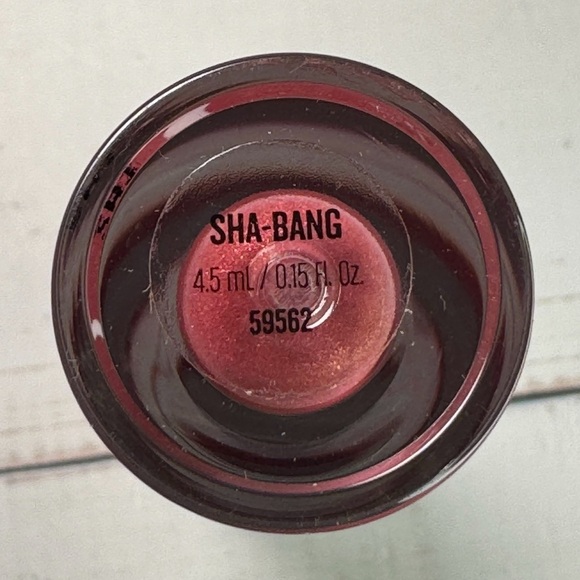 SHA-BANG
4.5 mL / 0.15 Fl. Oz.
59562